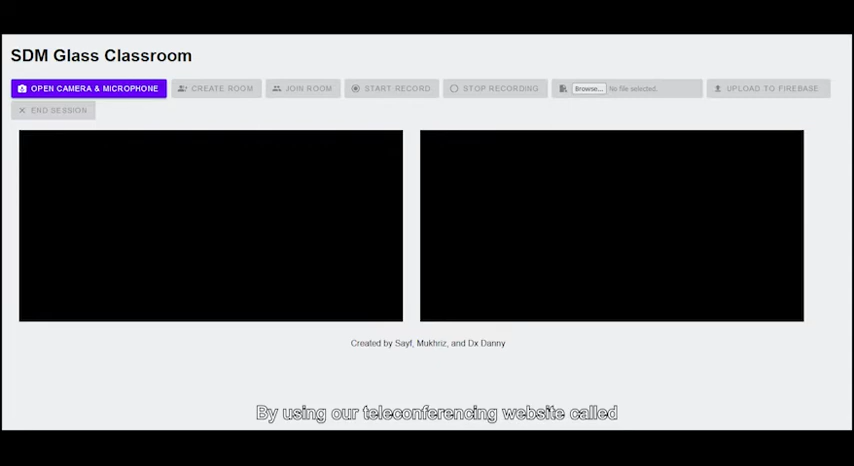 SDM Glass Classroom
OPEN CAMERA & MICROPHONE CREATE ROOM JOIN ROOM START RECORD STOP RECORDING Browse... No file selected. UPLOAD TO FIREBASE
END SESSION
Created by Sayf, Mukhriz, and Dx Danny
By using our teleconferencing website called